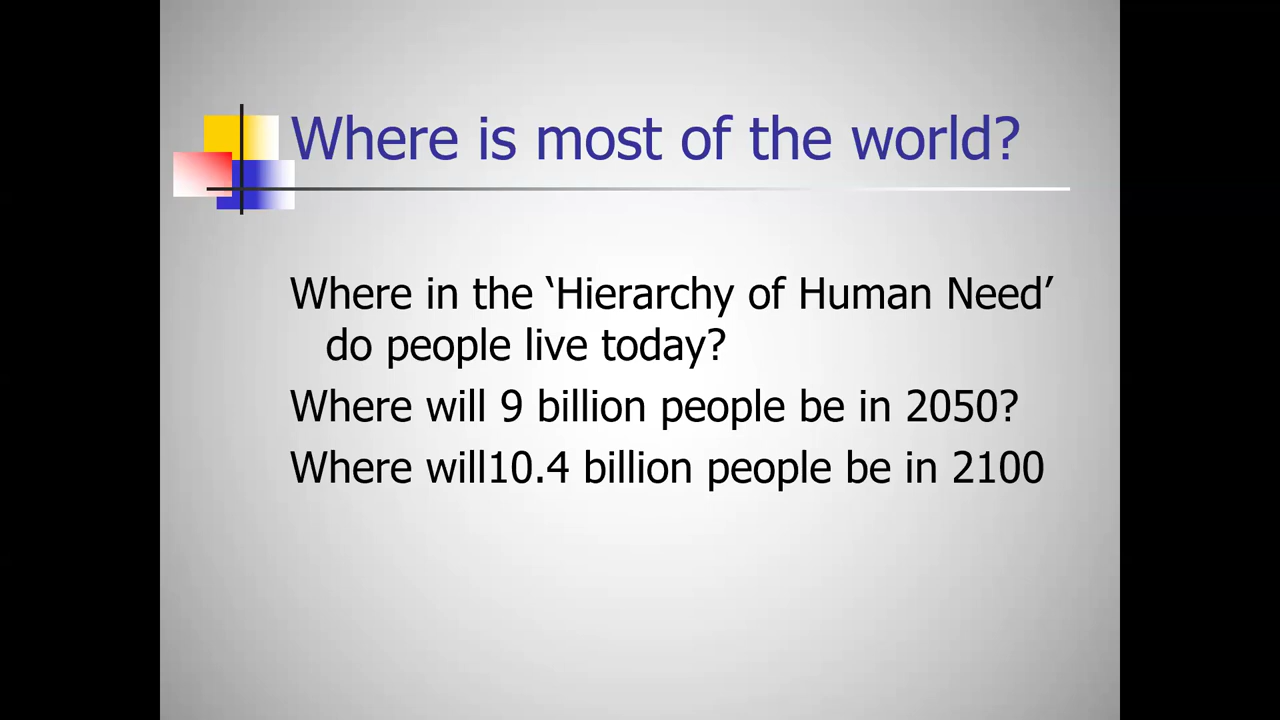 Where is most of the world?
Where in the ‘Hierarchy of Human Need’
do people live today?
Where will 9 billion people be in 2050?
Where will10.4 billion people be in 2100